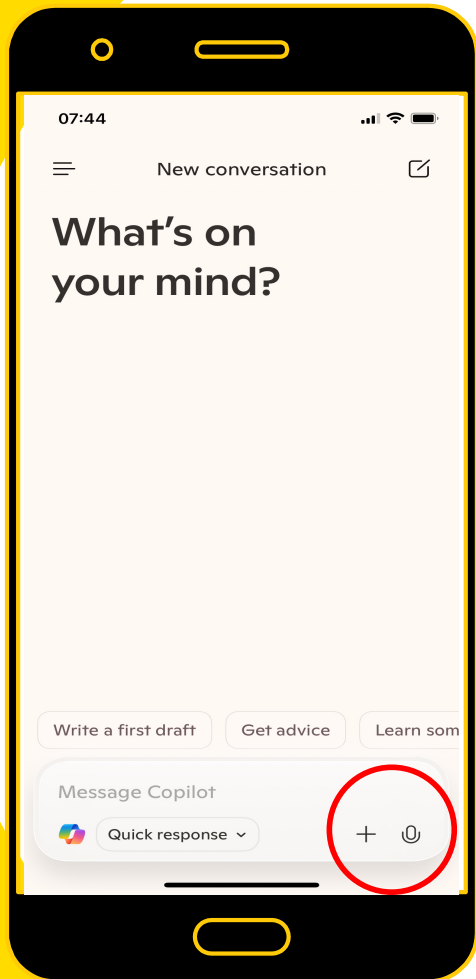 07:44
New conversation
What's on
your mind?
Write a first draft
Get advice
Learn som
Message Copilot
Quick response